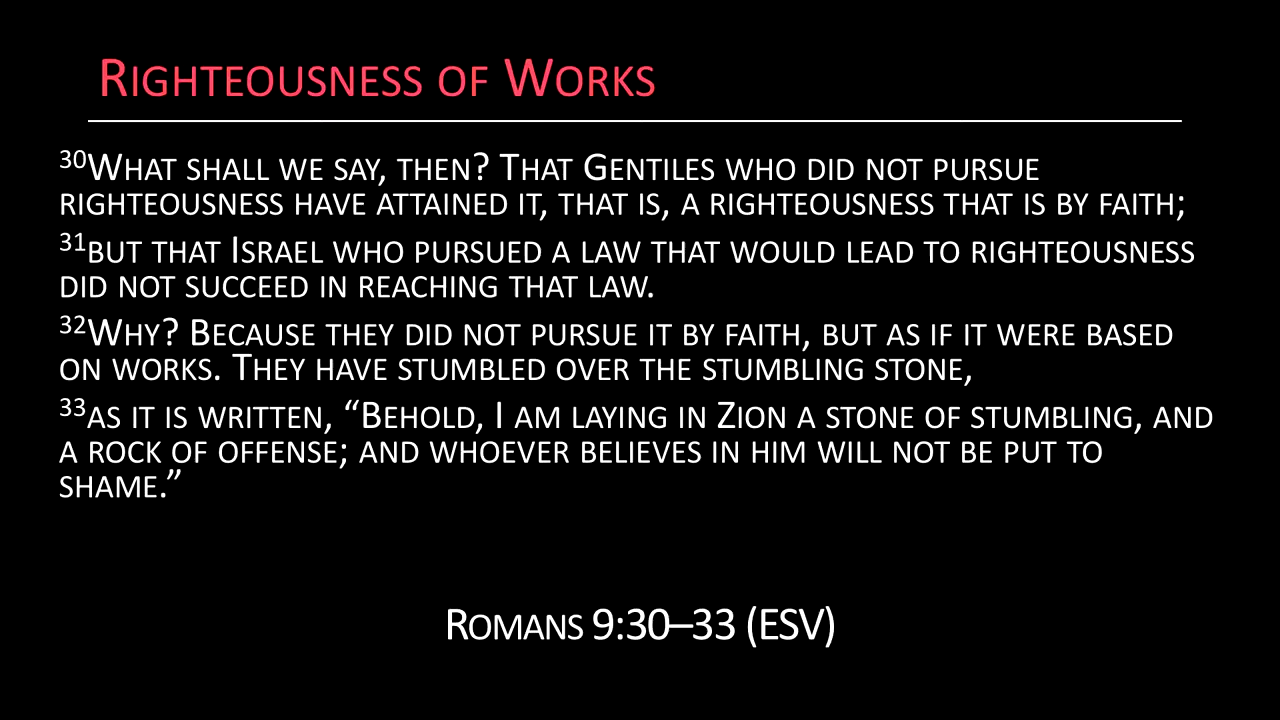 Righteousness of Works
30What shall we say, then? That Gentiles who did not pursue
righteousness have attained it, that is, a righteousness that is by faith;
31but that Israel who pursued a law that would lead to righteousness
did not succeed in reaching that law.
32Why? Because they did not pursue it by faith, but as if it were based
on works. They have stumbled over the stumbling stone,
33as it is written, “Behold, I am laying in Zion a stone of stumbling, and
a rock of offense; and whoever believes in him will not be put to
shame.”
Romans 9:30–33 (ESV)